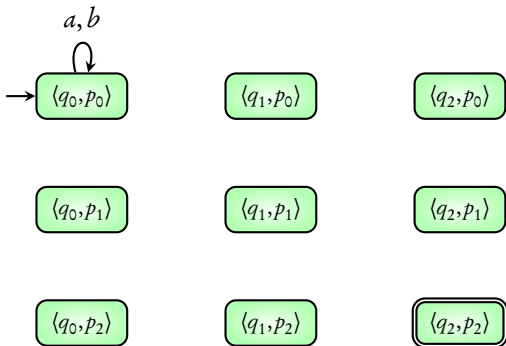 a, b
⟨q₀,p₀⟩ ⟨q₁,p₀⟩ ⟨q₂,p₀⟩
⟨q₀,p₁⟩ ⟨q₁,p₁⟩ ⟨q₂,p₁⟩
⟨q₀,p₂⟩ ⟨q₁,p₂⟩ ⟨q₂,p₂⟩